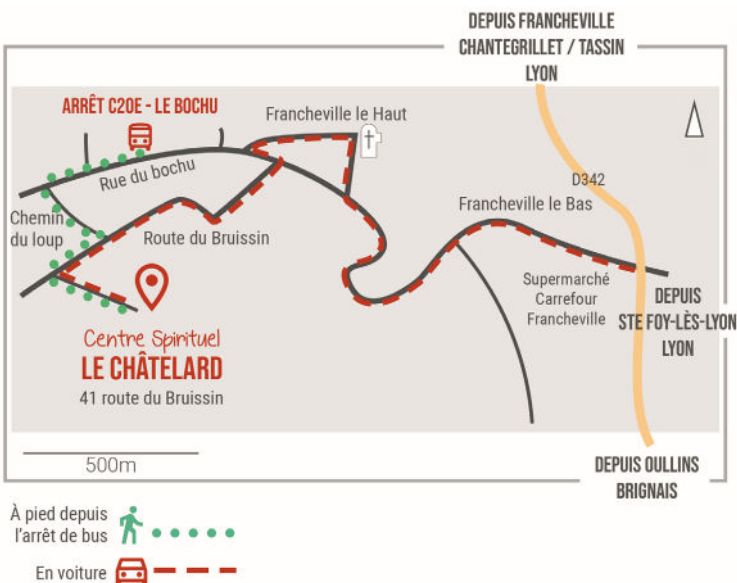 DEPUIS FRANCHEVILLE
CHANTEGRILLET / TASSIN
LYON
ARRÊT C20E - LE BOCHU
Francheville le Haut
Rue du bochu
D342
Francheville le Bas
Chemin
du loup
Route du Bruissin
Supermarché
Carrefour
Francheville
DEPUIS
STE FOY-LÈS-LYON
LYON
Centre Spirituel
LE CHÂTELARD
41 route du Bruissin
500m
DEPUIS OULLINS
BRIGNAIS
À pied depuis
l'arrêt de bus
En voiture